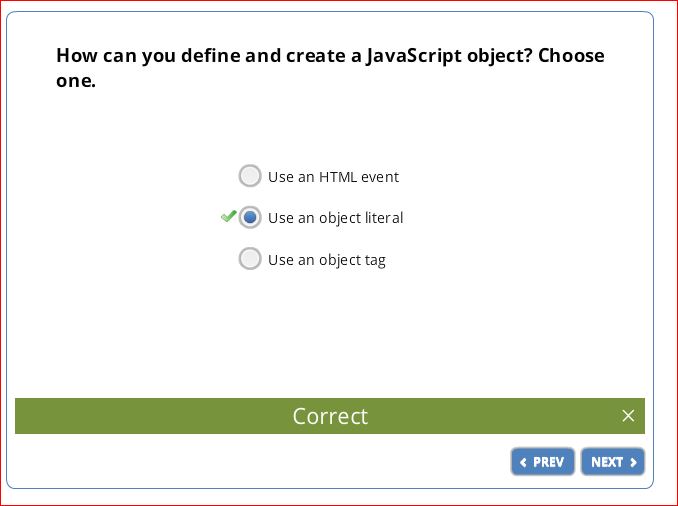 How can you define and create a JavaScript object? Choose
one.
Use an HTML event
Use an object literal
Use an object tag
Correct
PREV
NEXT